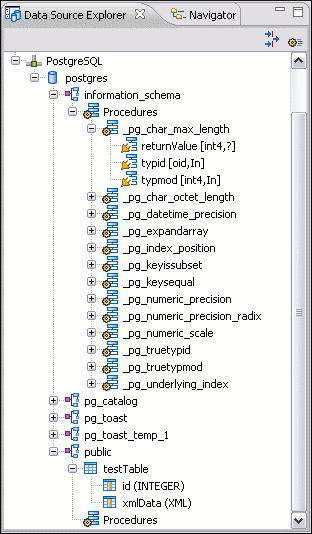 Data Source Explorer Navigator
PostgreSQL
postgres
information_schema
Procedures
_pg_char_max_length
returnValue [int4,?]
typid [oid,In]
typmod [int4,In]
_pg_char_octet_length
_pg_datetime_precision
_pg_expandarray
_pg_index_position
_pg_keyissubset
_pg_keysequal
_pg_numeric_precision
_pg_numeric_precision_radix
_pg_numeric_scale
_pg_truetypid
_pg_truetypmod
_pg_underlying_index
pg_catalog
pg_toast
pg_toast_temp_1
public
testTable
id (INTEGER)
xmlData (XML)
Procedures